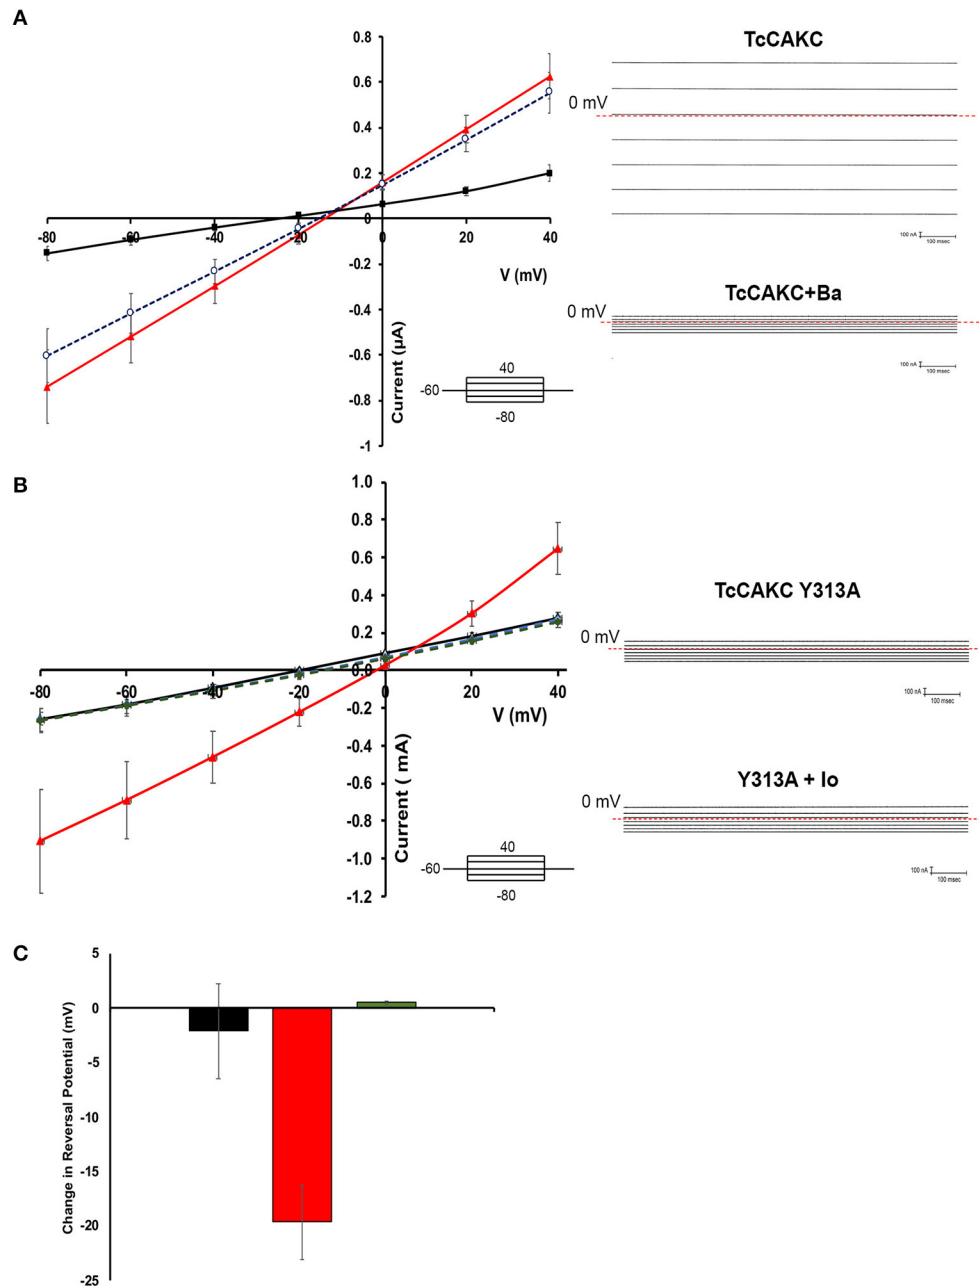 A
0.8
0.6
0.4
0.2
0
-80
-60
-40
-20
0
20
40
-0.2
-0.4
-0.6
-0.8
-1
V (mV)
Current (µA)
40
-60
-80
TcCAKC
0 mV
100 nA
100 msec
TcCAKC+Ba
0 mV
100 nA
100 msec
B
1.0
0.8
0.6
0.4
0.2
0.0
-80
-60
-40
-20
0
20
40
-0.2
-0.4
-0.6
-0.8
-1.0
-1.2
V (mV)
Current ( mA)
40
-60
-80
TcCAKC Y313A
0 mV
100 nA
100 msec
Y313A + Io
0 mV
100 nA
100 msec
C
5
0
-5
-10
-15
-20
-25
Change in Reversal Potential (mV)